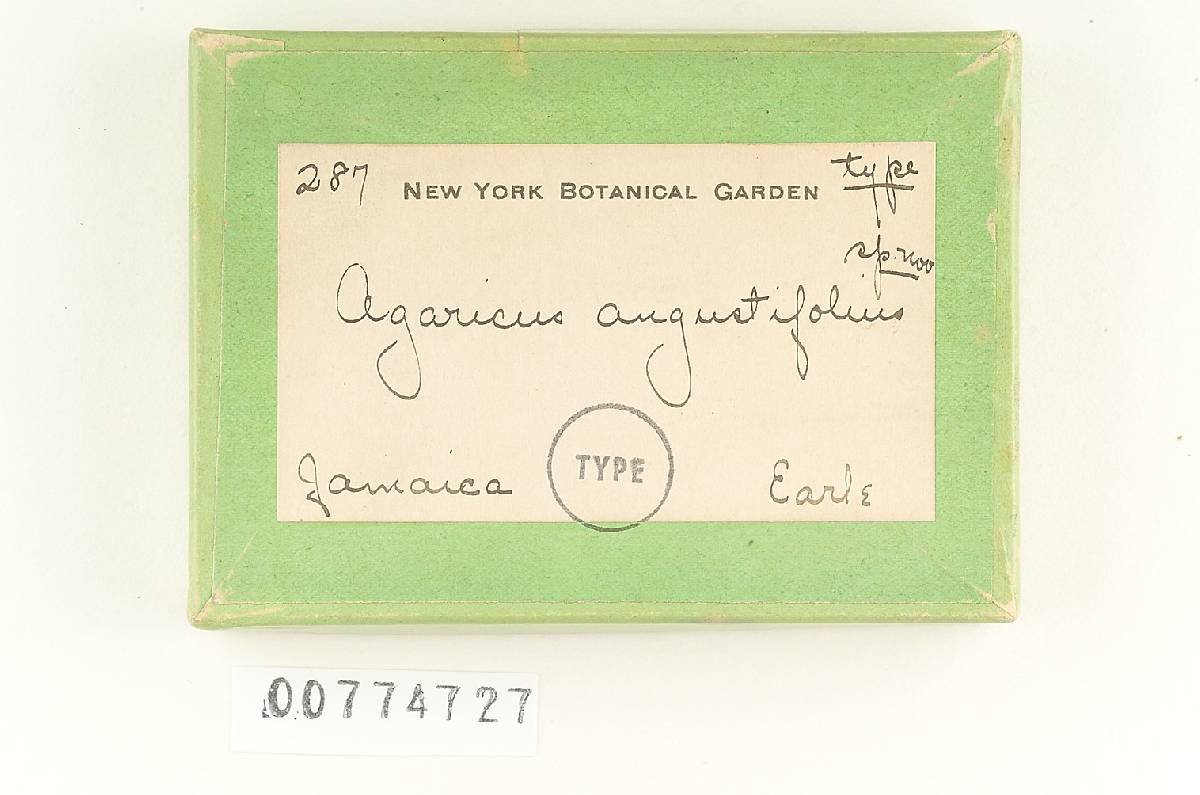 287 NEW YORK BOTANICAL GARDEN type
sp. nov
Agaricus angustifolius
Jamaica TYPE Earle
00774727